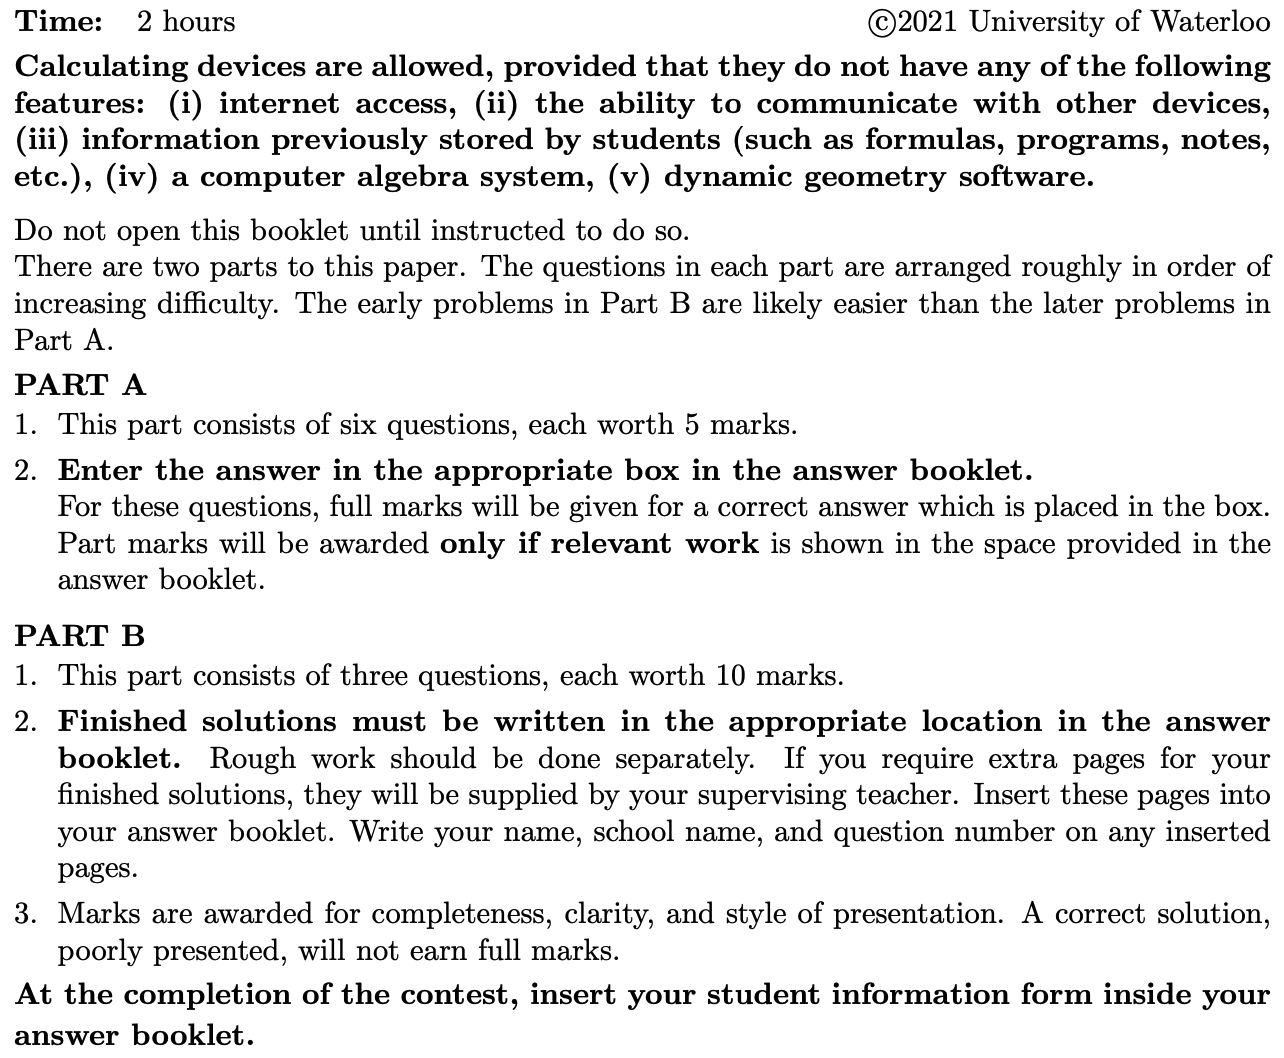 Time: 2 hours ©2021 University of Waterloo
Calculating devices are allowed, provided that they do not have any of the following
features: (i) internet access, (ii) the ability to communicate with other devices,
(iii) information previously stored by students (such as formulas, programs, notes,
etc.), (iv) a computer algebra system, (v) dynamic geometry software.
Do not open this booklet until instructed to do so.
There are two parts to this paper. The questions in each part are arranged roughly in order of
increasing difficulty. The early problems in Part B are likely easier than the later problems in
Part A.
PART A
1. This part consists of six questions, each worth 5 marks.
2. Enter the answer in the appropriate box in the answer booklet.
For these questions, full marks will be given for a correct answer which is placed in the box.
Part marks will be awarded only if relevant work is shown in the space provided in the
answer booklet.
PART B
1. This part consists of three questions, each worth 10 marks.
2. Finished solutions must be written in the appropriate location in the answer
booklet. Rough work should be done separately. If you require extra pages for your
finished solutions, they will be supplied by your supervising teacher. Insert these pages into
your answer booklet. Write your name, school name, and question number on any inserted
pages.
3. Marks are awarded for completeness, clarity, and style of presentation. A correct solution,
poorly presented, will not earn full marks.
At the completion of the contest, insert your student information form inside your
answer booklet.